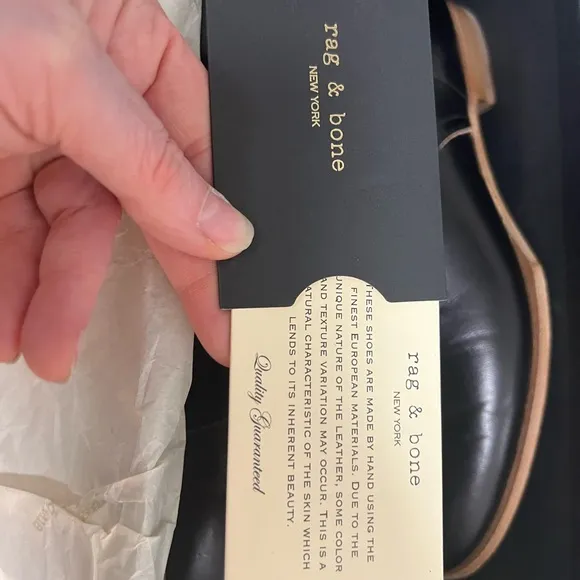 rag & bone
NEW YORK
rag & bone
NEW YORK
THESE SHOES ARE MADE BY HAND USING THE
FINEST EUROPEAN MATERIALS. DUE TO THE
UNIQUE NATURE OF THE LEATHER, SOME COLOR
AND TEXTURE VARIATION MAY OCCUR. THIS IS A
NATURAL CHARACTERISTIC OF THE SKIN WHICH
LENDS TO ITS INHERENT BEAUTY.
Quality Guaranteed